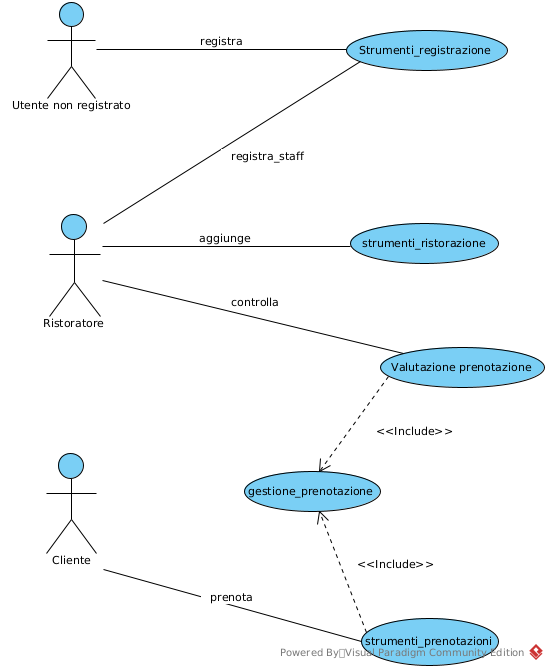 registra
Strumenti_registrazione
Utente non registrato
registra_staff
aggiunge
strumenti_ristorazione
controlla
Ristoratore
Valutazione prenotazione
<<Include>>
gestione_prenotazione
Cliente
<<Include>>
prenota
strumenti_prenotazioni
Powered By Visual Paradigm Community Edition